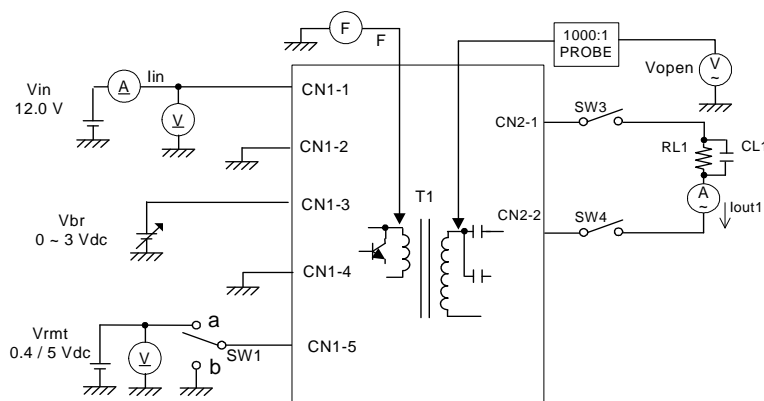 F
F
1000:1
PROBE
Vopen
V
~
Vin
12.0 V
A
Iin
V
CN1-1
CN1-2
CN1-3
CN1-4
CN1-5
Vbr
0 ~ 3 Vdc
Vrmt
0.4 / 5 Vdc
V
a
SW1
b
T1
CN2-1
CN2-2
SW3
SW4
RL1
CL1
A
~
Iout1